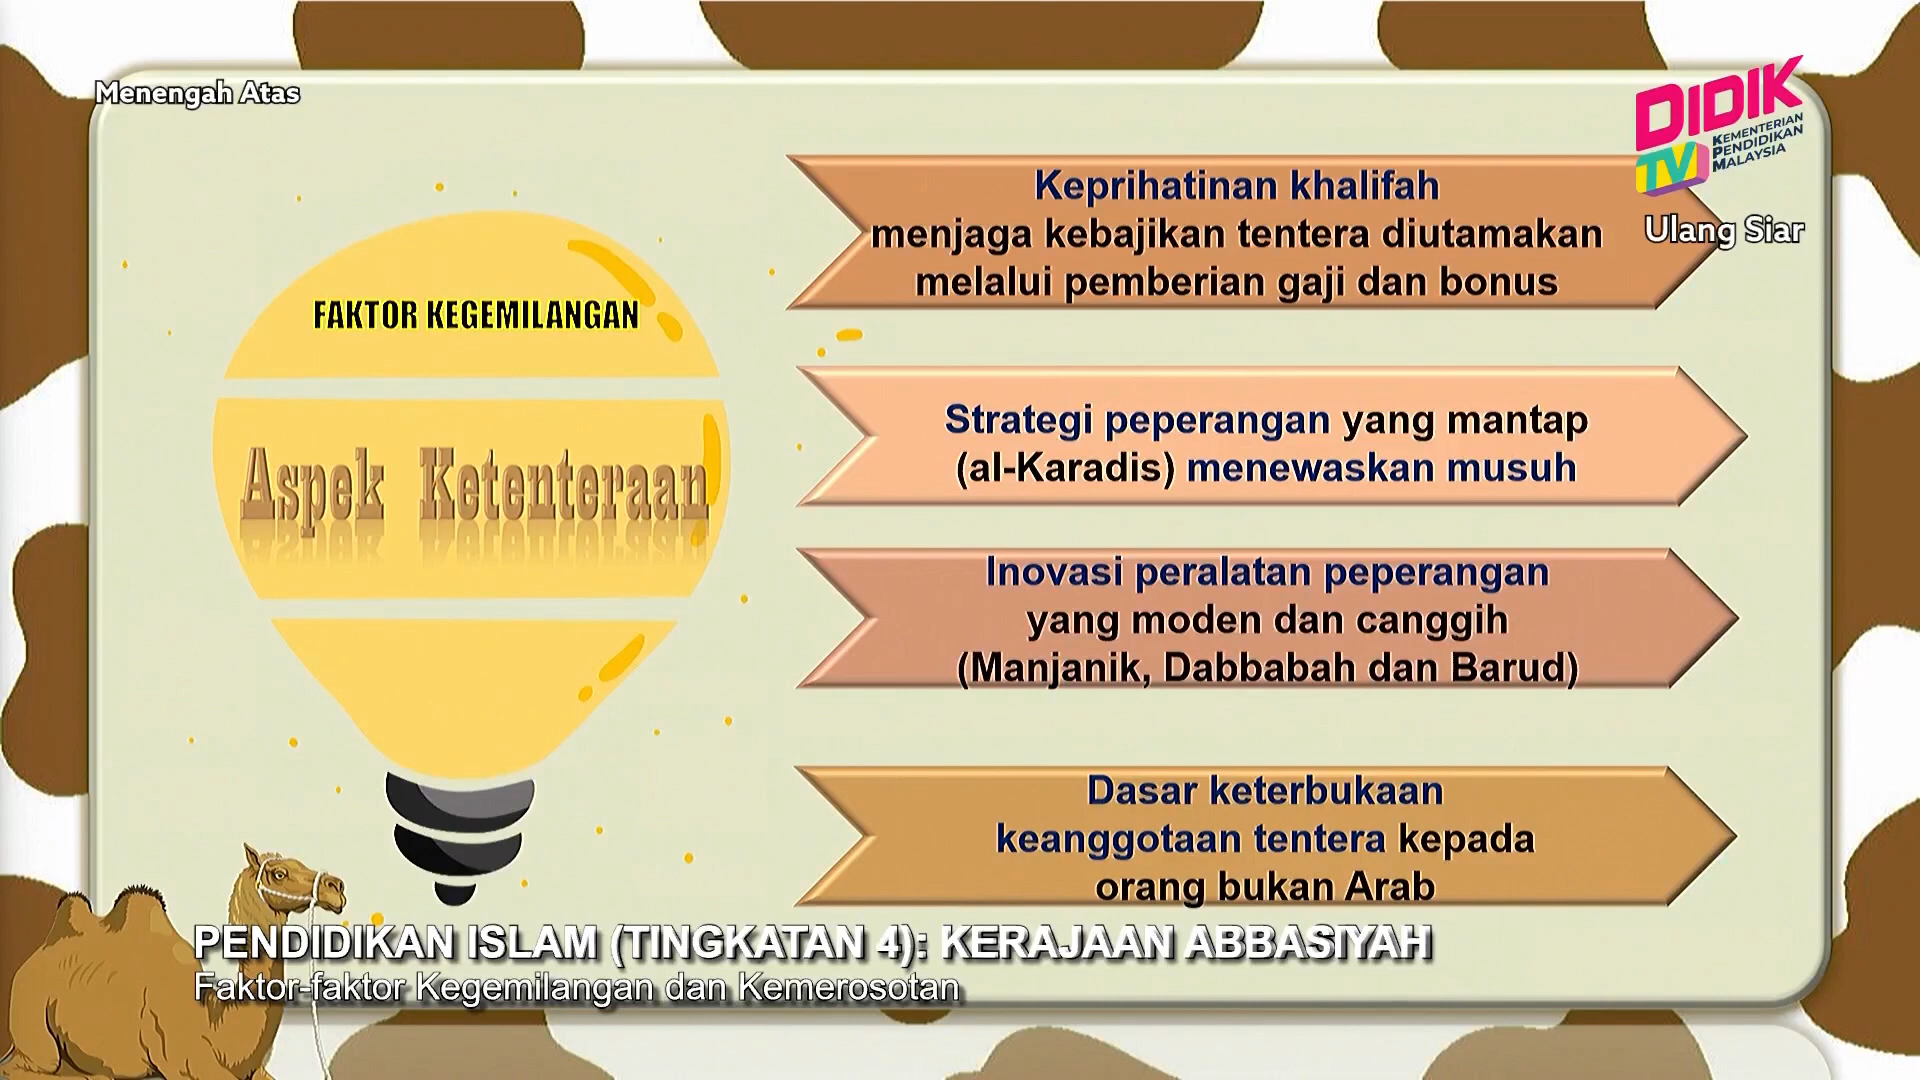 Menengah Atas
DIDIK
TV
KEMENTERIAN
PENDIDIKAN
MALAYSIA
Ulang Siar
FAKTOR KEGEMILANGAN
Aspek Ketenteraan
Keprihatinan khalifah
menjaga kebajikan tentera diutamakan
melalui pemberian gaji dan bonus
Strategi peperangan yang mantap
(al-Karadis) menewaskan musuh
Inovasi peralatan peperangan
yang moden dan canggih
(Manjanik, Dabbabah dan Barud)
Dasar keterbukaan
keanggotaan tentera kepada
orang bukan Arab
PENDIDIKAN ISLAM (TINGKATAN 4): KERAJAAN ABBASIYAH
Faktor-faktor Kegemilangan dan Kemerosotan